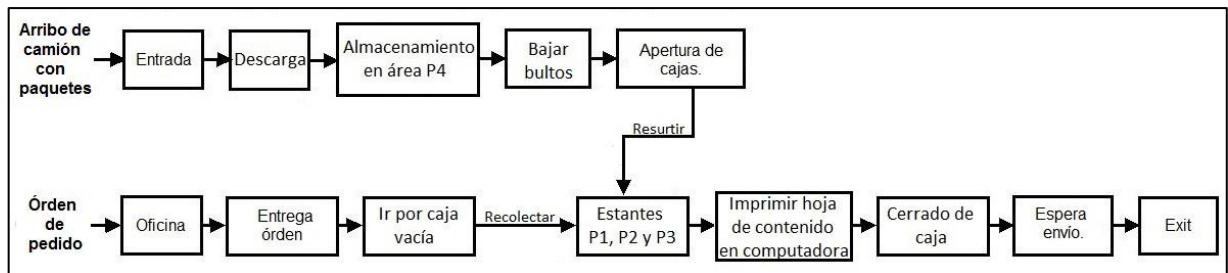 Arribo de
camión
con
paquetes
Entrada
Descarga
Almacenamiento
en área P4
Bajar
bultos
Apertura de
cajas.
Resurtir
Órden
de
pedido
Oficina
Entrega
órden
Ir por caja
vacía
Recolectar
Estantes
P1, P2 y P3
Imprimir hoja
de contenido
en computadora
Cerrado de
caja
Espera
envío.
Exit